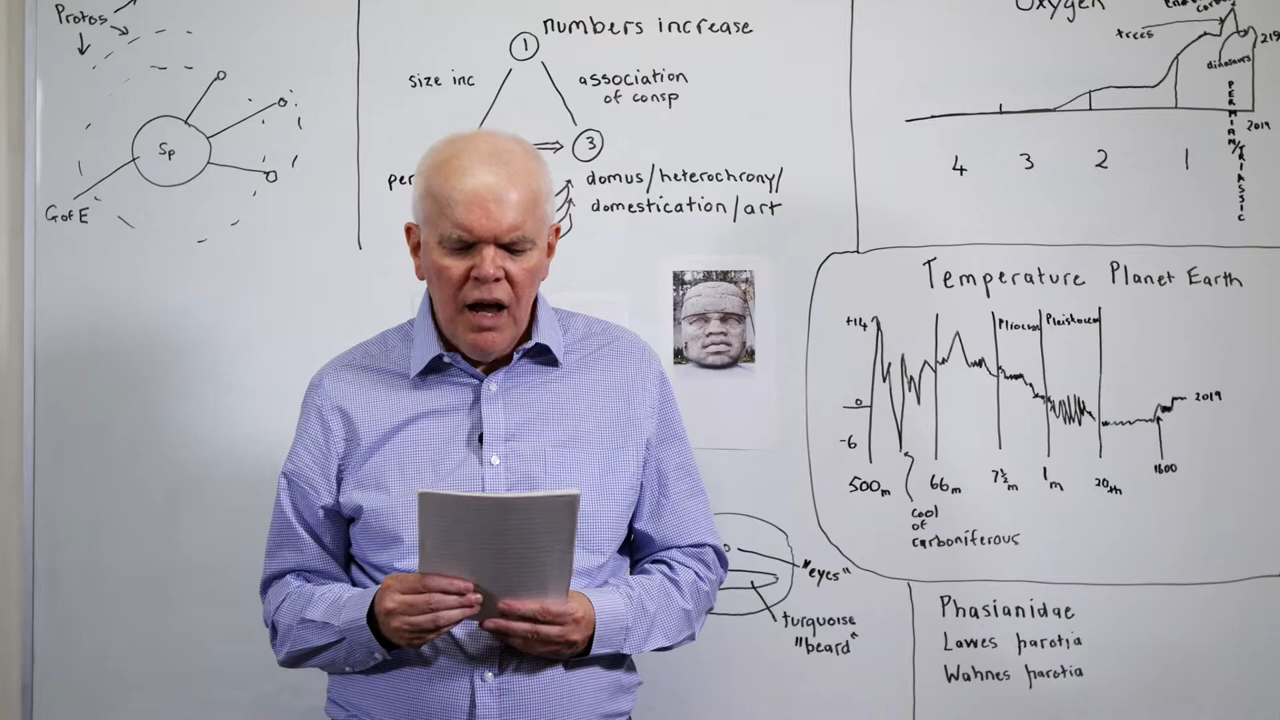 Protos
Sp
G of E
numbers increase
1
size inc
association
of consp
3
per
domus/heterochrony/
domestication/art
Oxygen
trees
dinosaurs
219
2019
4 3 2 1
PERMIAN/TRIASSIC
Temperature Planet Earth
+14
Pliocene
Pleistocene
0
-6
2019
500m
66m
7½m
1m
20th
1600
cool
of
carboniferous
"eyes"
turquoise
"beard"
Phasianidae
Lawes parotia
Wahnes parotia